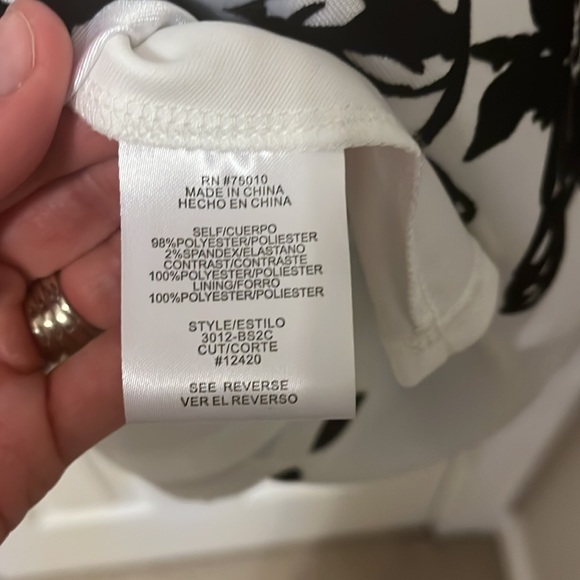 RN #75010
MADE IN CHINA
HECHO EN CHINA
SELF/CUERPO
98%POLYESTER/POLIESTER
2%SPANDEX/ELASTANO
CONTRAST/CONTRASTE
100%POLYESTER/POLIESTER
LINING/FORRO
100%POLYESTER/POLIESTER
STYLE/ESTILO
3012-BS2C
CUT/CORTE
#12420
SEE REVERSE
VER EL REVERSO